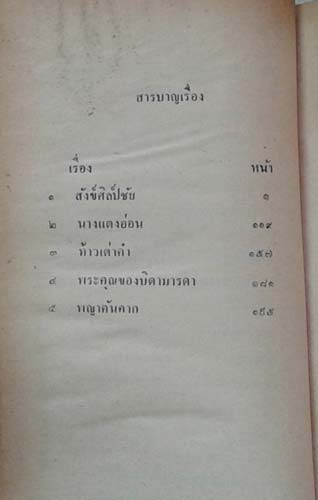 สารบาญเรื่อง
เรื่อง หน้า
๑ สังข์ศิลป์ชัย ๑
๒ นางแตงอ่อน ๑๑๙
๓ ท้าวเต่าคำ ๑๕๗
๔ พระคุณของบิดามารดา ๑๘๑
๕ พญาคันคาก ๑๙๕